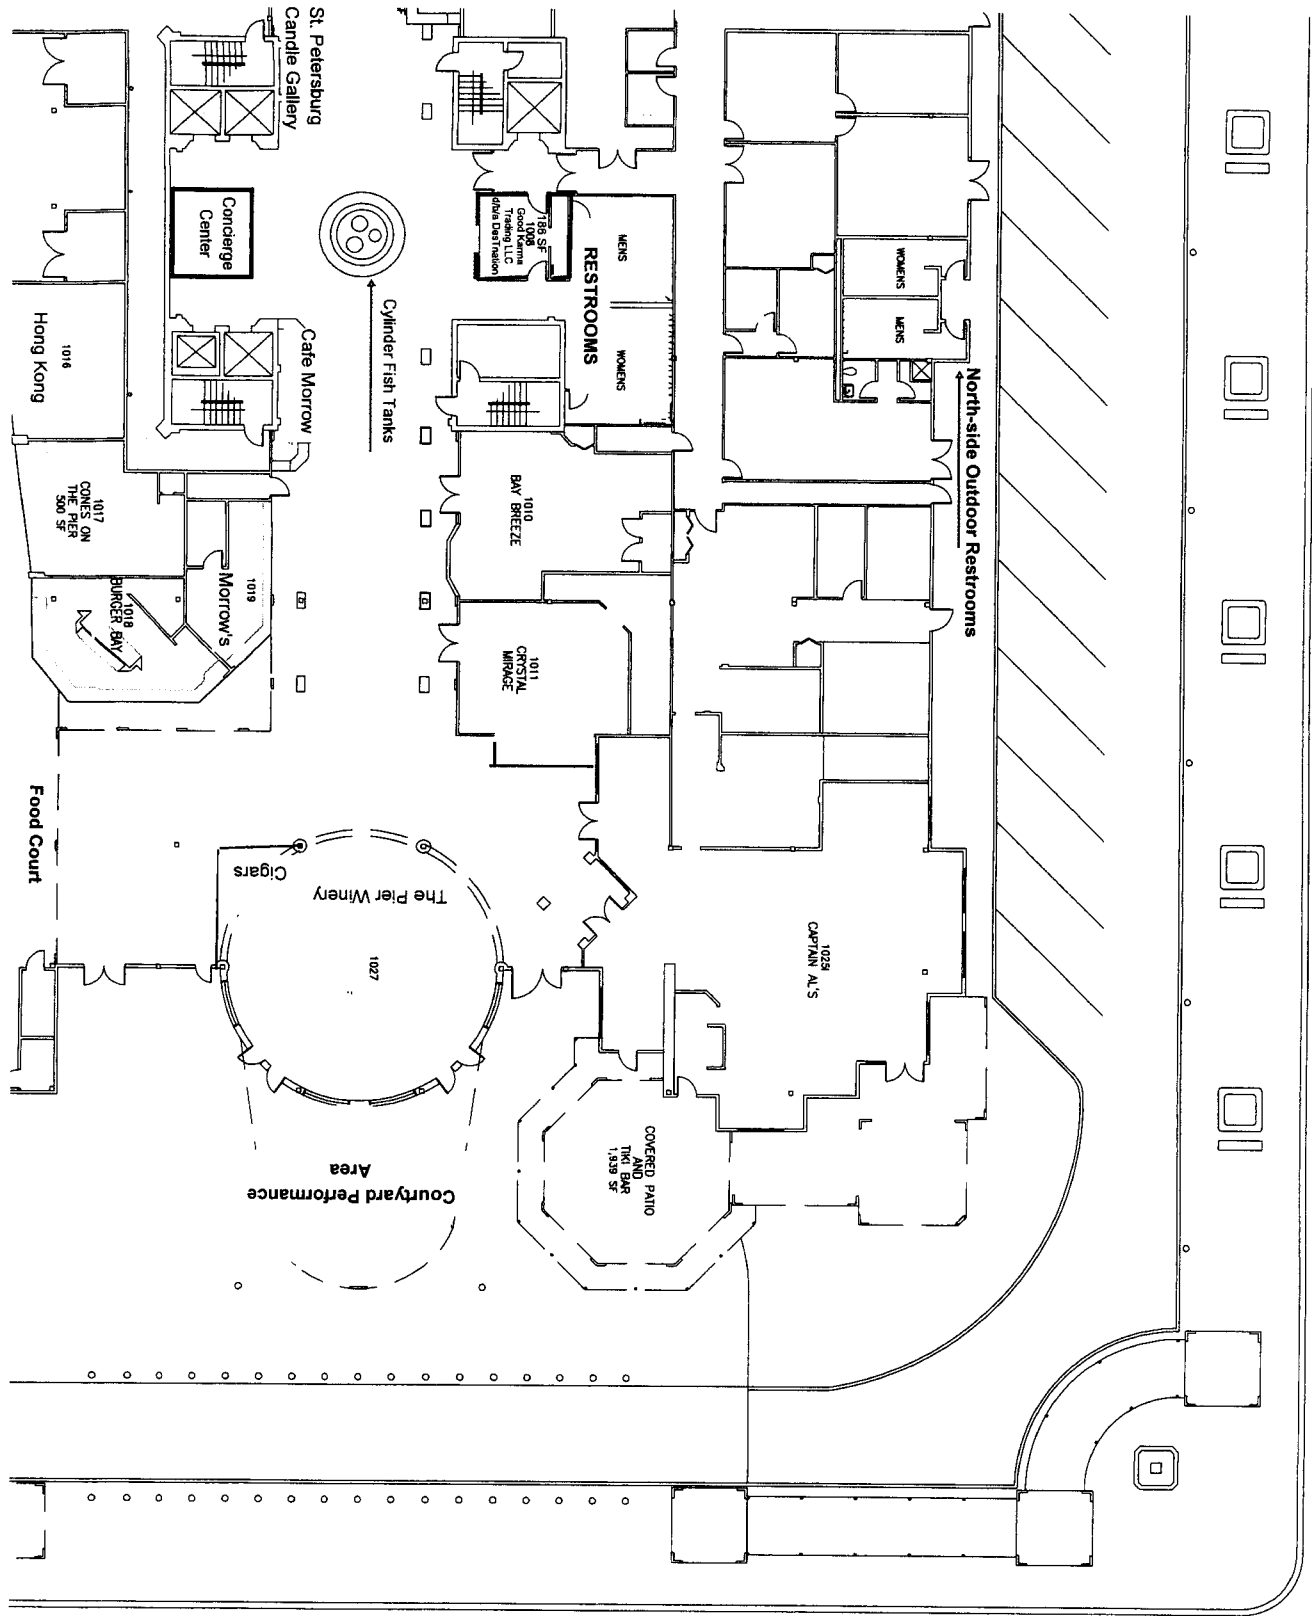 St. Petersburg
Candle Gallery
Concierge
Center
Cylinder Fish Tanks
Cafe Morrow
186 SF
1008
Good Karma
Trading LLC
d/b/a DesTination
RESTROOMS
MENS
WOMENS
WOMENS
MENS
North-side Outdoor Restrooms
1016
Hong Kong
1017
CONES ON
THE PIER
500 SF
1018
BURGER BAY
1019
Morrow's
1010
BAY BREEZE
1011
CRYSTAL
MIRAGE
Food Court
Cigars
The Pier Winery
1027
1025I
CAPTAIN AL'S
COVERED PATIO
AND
TIKI BAR
1,939 SF
Courtyard Performance
Area